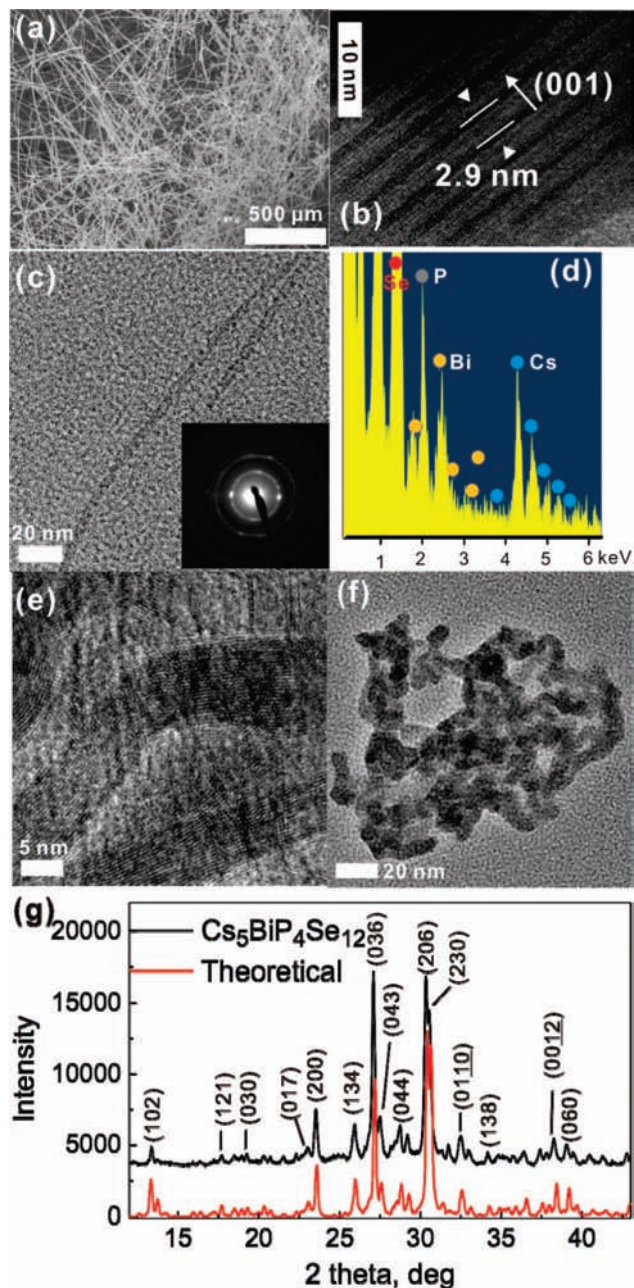 (a)
500 µm
10 nm
(001)
2.9 nm
(b)
(c)
20 nm
(d)
Se
P
Bi
Cs
1 2 3 4 5 6 keV
(e)
5 nm
(f)
20 nm
(g)
Cs₅BiP₄Se₁₂
Theoretical
20000
15000
10000
5000
0
Intensity
(102)
(121)
(030)
(017)
(200)
(134)
(036)
(043)
(044)
(206)
(230)
(0110)
(138)
(0012)
(060)
15 20 25 30 35 40
2 theta, deg